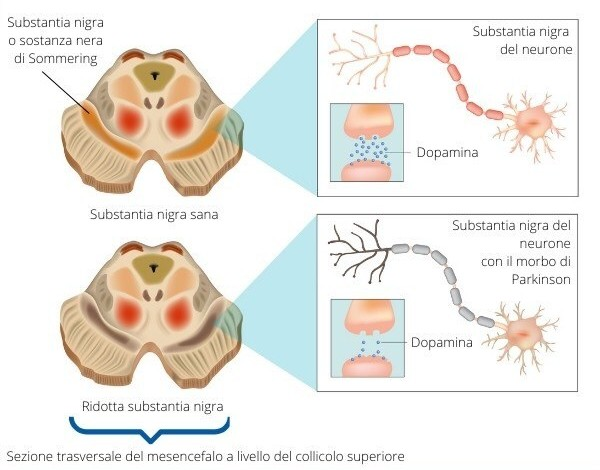 Substantia nigra
o sostanza nera
di Sommering
Substantia nigra sana
Substantia nigra
del neurone
Dopamina
Substantia nigra del
neurone
con il morbo di
Parkinson
Dopamina
Ridotta substantia nigra
Sezione trasversale del mesencefalo a livello del collicolo superiore